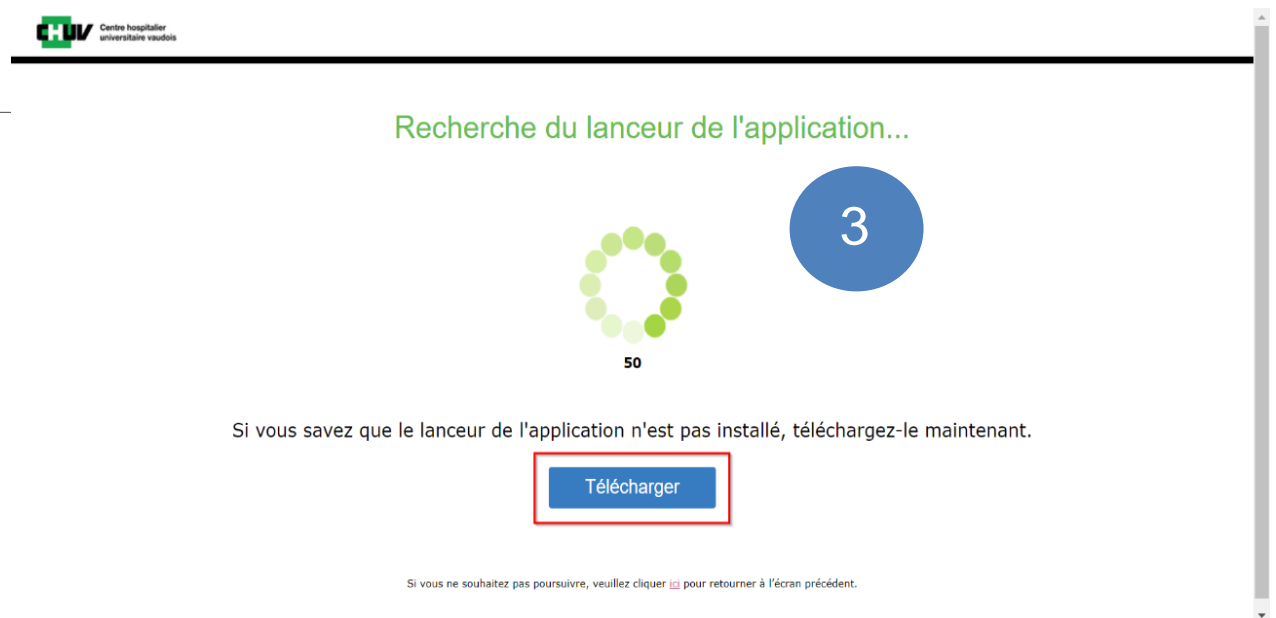 CHUV
Centre hospitalier
universitaire vaudois
Recherche du lanceur de l'application...
3
50
Si vous savez que le lanceur de l'application n'est pas installé, téléchargez-le maintenant.
Télécharger
Si vous ne souhaitez pas poursuivre, veuillez cliquer ici pour retourner à l'écran précédent.